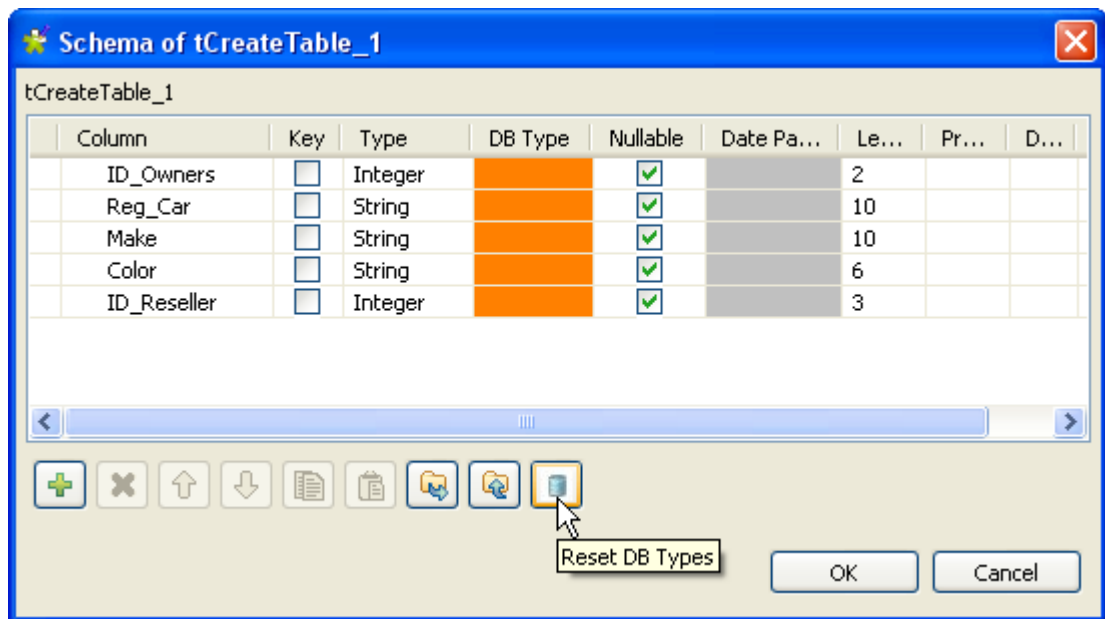 Schema of tCreateTable_1
tCreateTable_1
Column Key Type DB Type Nullable Date Pa... Le... Pr... D...
ID_Owners Integer 2
Reg_Car String 10
Make String 10
Color String 6
ID_Reseller Integer 3
Reset DB Types
OK Cancel